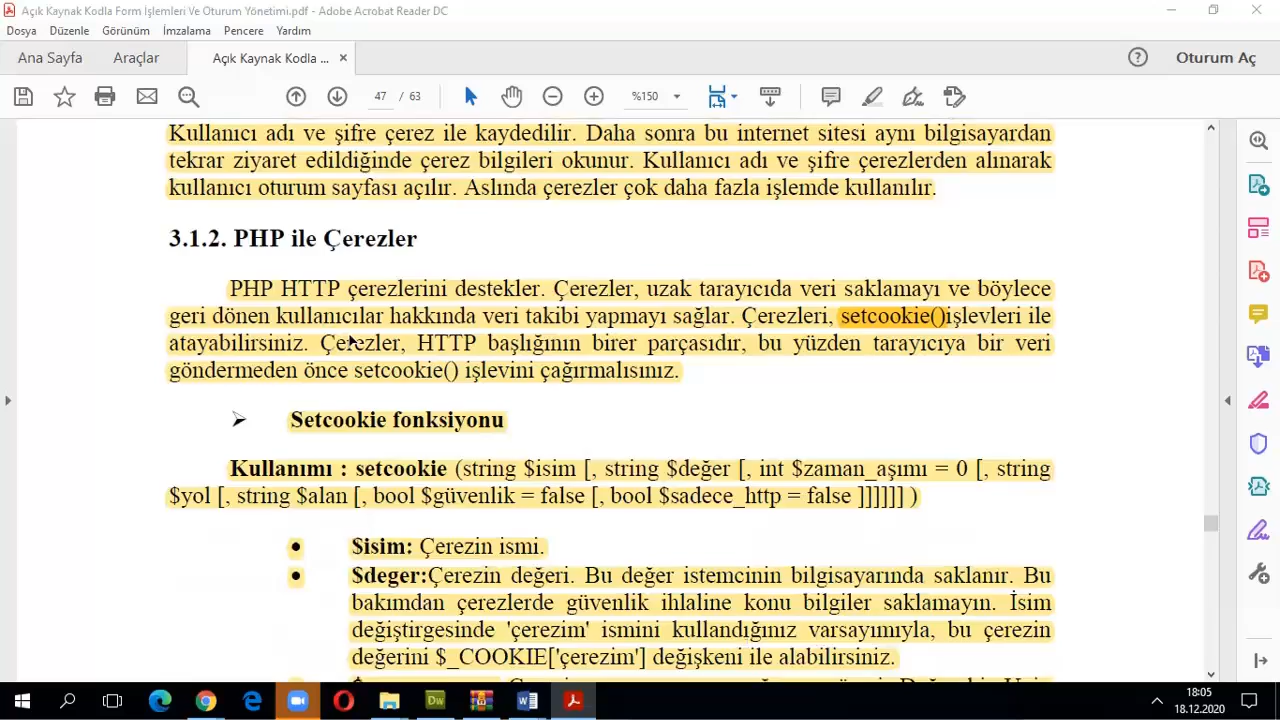 Açık Kaynak Kodla Form İşlemleri Ve Oturum Yönetimi.pdf - Adobe Acrobat Reader DC
Dosya Düzenle Görünüm İmzalama Pencere Yardım
Ana Sayfa Araçlar Açık Kaynak Kodla ... × Oturum Aç
47 / 63 %150
Kullanıcı adı ve şifre çerez ile kaydedilir. Daha sonra bu internet sitesi aynı bilgisayardan
tekrar ziyaret edildiğinde çerez bilgileri okunur. Kullanıcı adı ve şifre çerezlerden alınarak
kullanıcı oturum sayfası açılır. Aslında çerezler çok daha fazla işlemde kullanılır.
3.1.2. PHP ile Çerezler
PHP HTTP çerezlerini destekler. Çerezler, uzak tarayıcıda veri saklamayı ve böylece
geri dönen kullanıcılar hakkında veri takibi yapmayı sağlar. Çerezleri, setcookie()işlevleri ile
atayabilirsiniz. Çerezler, HTTP başlığının birer parçasıdır, bu yüzden tarayıcıya bir veri
göndermeden önce setcookie() işlevini çağırmalısınız.
➢ Setcookie fonksiyonu
Kullanımı : setcookie (string $isim [, string $değer [, int $zaman_aşımı = 0 [, string
$yol [, string $alan [, bool $güvenlik = false [, bool $sadece_http = false ]]]]]] )
• $isim: Çerezin ismi.
• $deger:Çerezin değeri. Bu değer istemcinin bilgisayarında saklanır. Bu
bakımdan çerezlerde güvenlik ihlaline konu bilgiler saklamayın. İsim
değiştirgesinde 'çerezim' ismini kullandığınız varsayımıyla, bu çerezin
değerini $_COOKIE['çerezim'] değişkeni ile alabilirsiniz.
18:05
18.12.2020